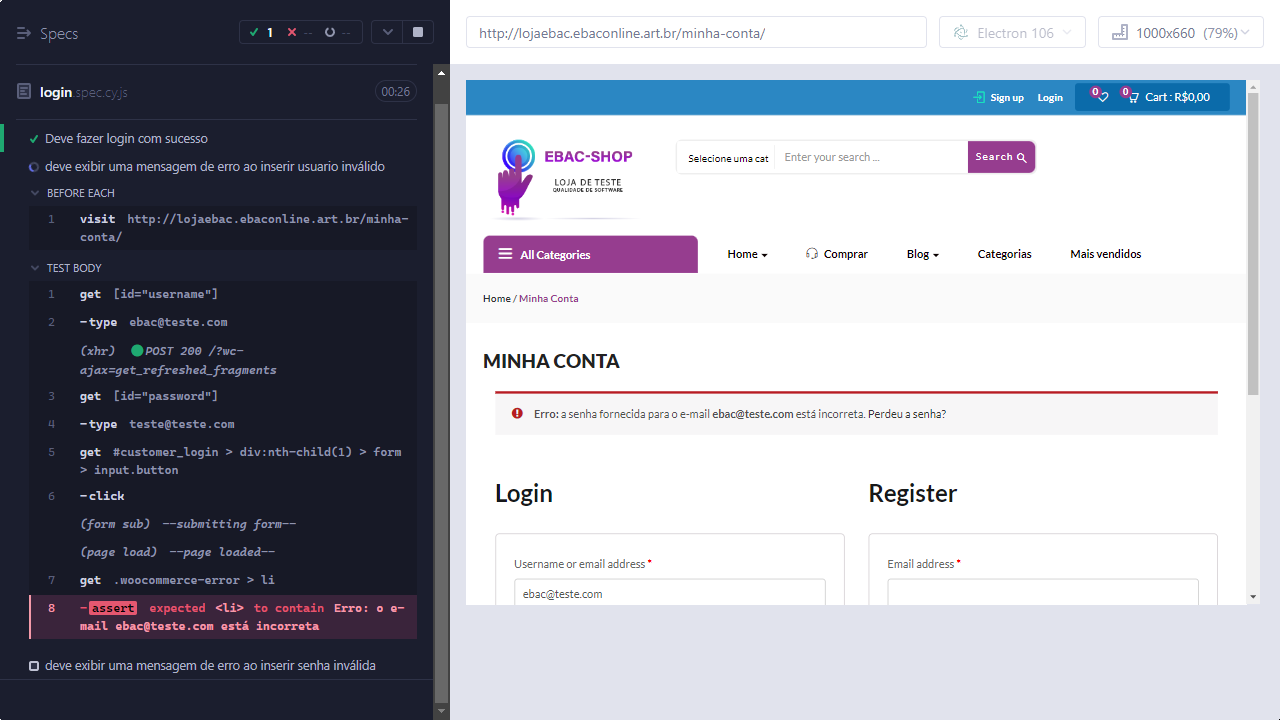 Specs
1
--
--
login.spec.cy.js
00:26
Deve fazer login com sucesso
deve exibir uma mensagem de erro ao inserir usuario inválido
BEFORE EACH
1 visit http://lojaebac.ebaconline.art.br/minha-
conta/
TEST BODY
1 get [id="username"]
2 -type ebac@teste.com
(xhr) POST 200 /?wc-
ajax=get_refreshed_fragments
3 get [id="password"]
4 -type teste@teste.com
5 get #customer_login > div:nth-child(1) > form
> input.button
6 -click
(form sub) --submitting form--
(page load) --page loaded--
7 get .woocommerce-error > li
8 -assert expected <li> to contain Erro: o e-
mail ebac@teste.com está incorreta
deve exibir uma mensagem de erro ao inserir senha inválida
http://lojaebac.ebaconline.art.br/minha-conta/
Electron 106
1000x660 (79%)
Sign up
Login
0
0
Cart : R$0,00
EBAC-SHOP
LOJA DE TESTE
QUALIDADE DE SOFTWARE
Selecione uma cat
Enter your search ...
Search
All Categories
Home
Comprar
Blog
Categorias
Mais vendidos
Home / Minha Conta
MINHA CONTA
Erro: a senha fornecida para o e-mail ebac@teste.com está incorreta. Perdeu a senha?
Login
Register
Username or email address *
Email address *
ebac@teste.com